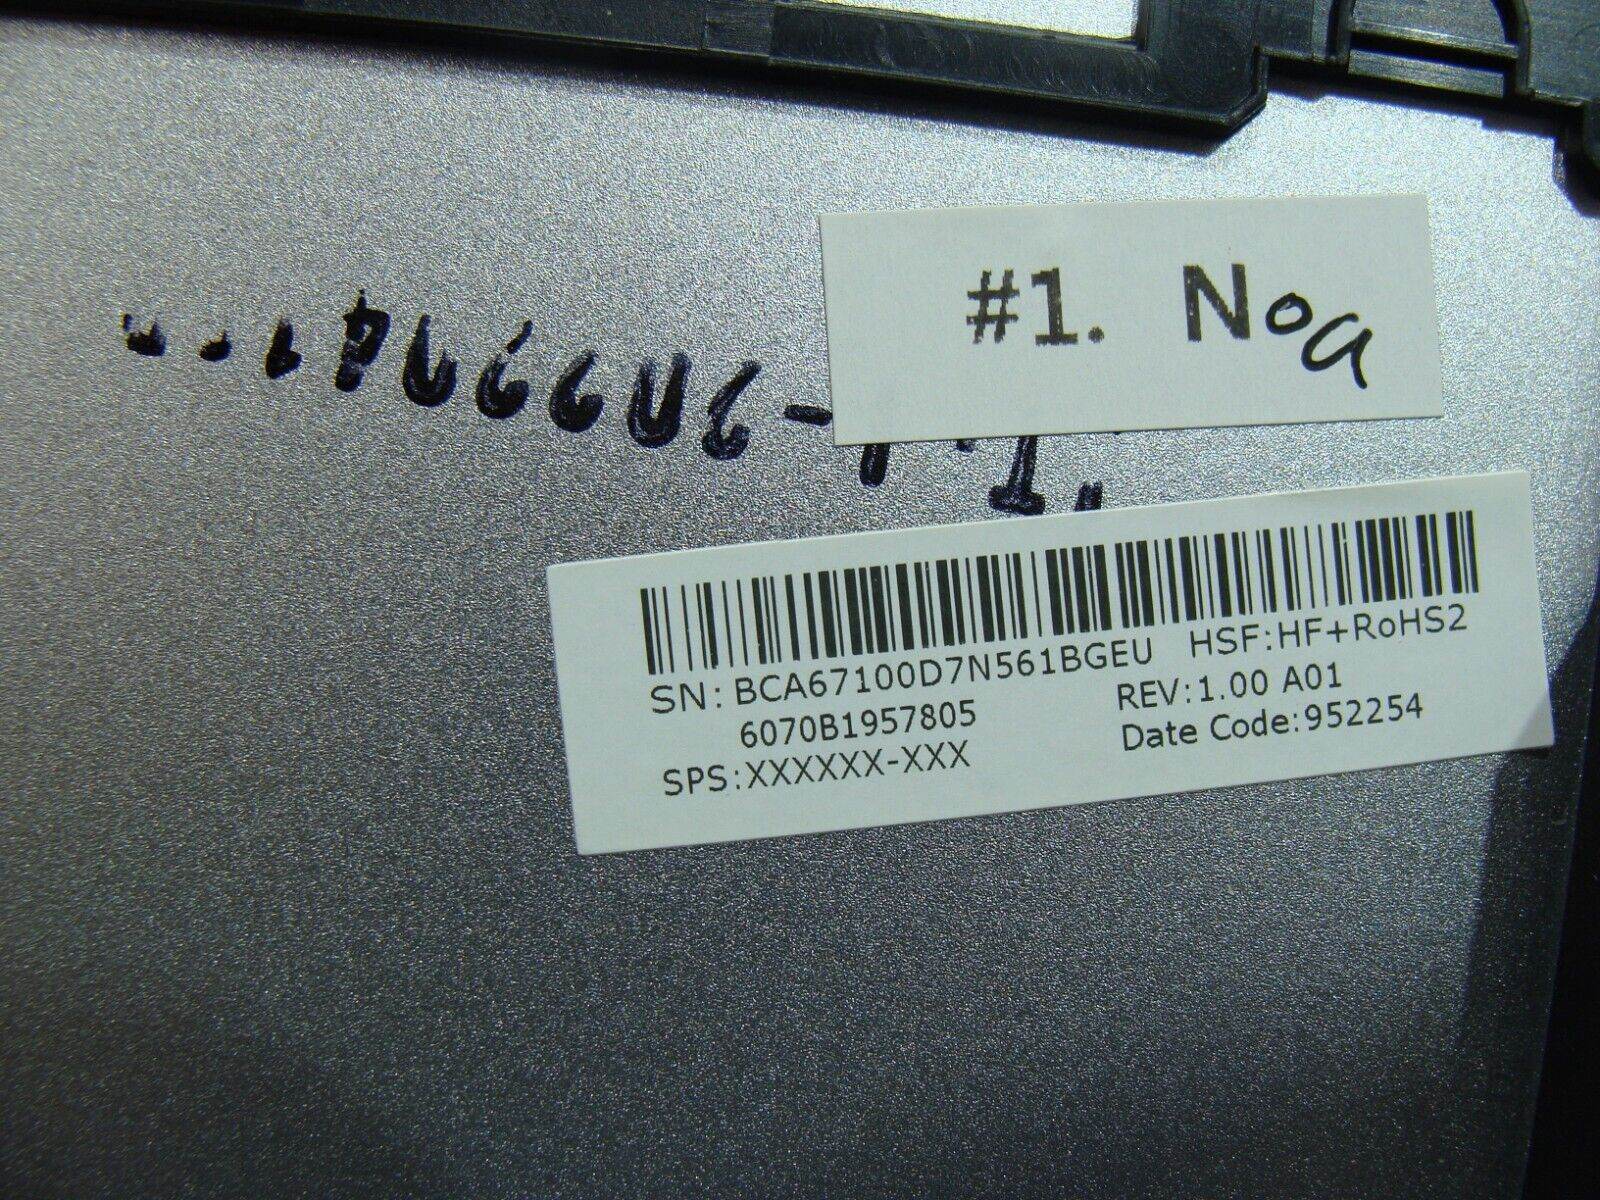 #1. Noa
SN: BCA67100D7N561BGEU HSF:HF+RoHS2
6070B1957805 REV:1.00 A01
SPS:XXXXXX-XXX Date Code:952254